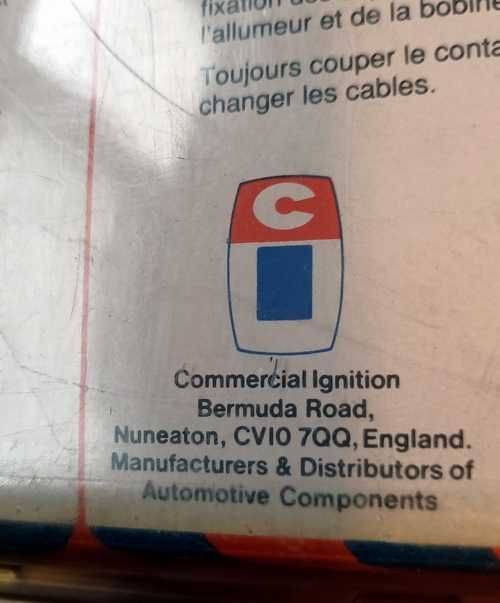 l'allumeur et de la bobine
Toujours couper le conta
changer les cables.
C
Commercial Ignition
Bermuda Road,
Nuneaton, CV10 7QQ, England.
Manufacturers & Distributors of
Automotive Components